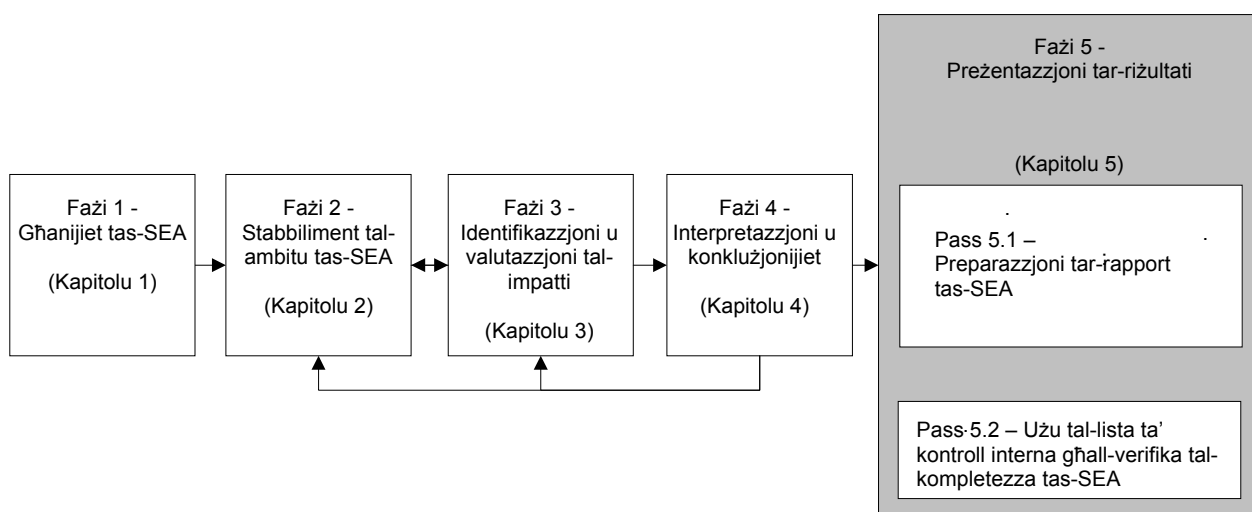 Fażi 1 -
Għanijiet tas-SEA
(Kapitolu 1)
Fażi 2 -
Stabbiliment tal-
ambitu tas-SEA
(Kapitolu 2)
Fażi 3 -
Identifikazzjoni u
valutazzjoni tal-
impatti
(Kapitolu 3)
Fażi 4 -
Interpretazzjoni u
konklużjonijiet
(Kapitolu 4)
Fażi 5 -
Preżentazzjoni tar-riżultati
(Kapitolu 5)
Pass 5.1 –
Preparazzjoni tar-rapport
tas-SEA
Pass 5.2 – Użu tal-lista ta’
kontroll interna għall-verifika tal-
kompletezza tas-SEA